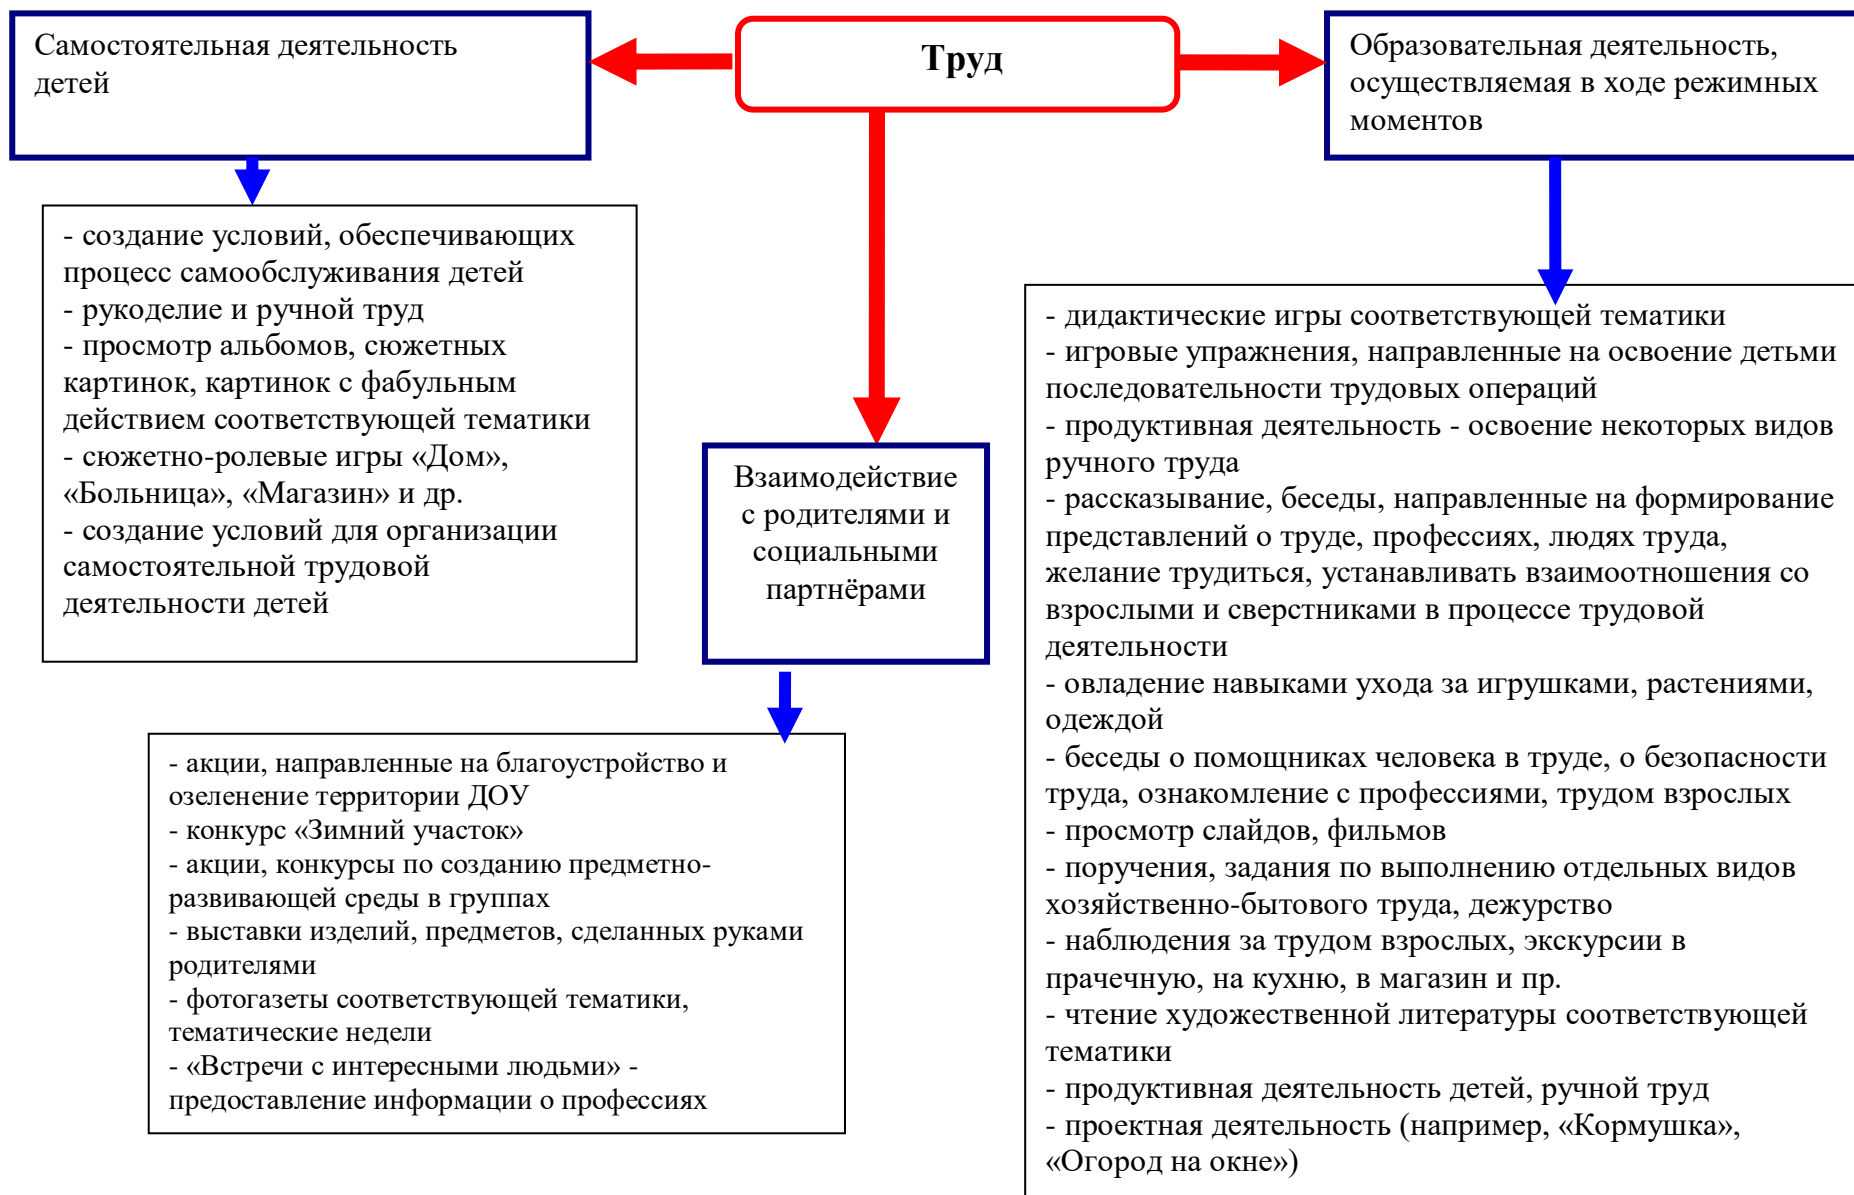 Труд
Самостоятельная деятельность
детей
- создание условий, обеспечивающих
процесс самообслуживания детей
- рукоделие и ручной труд
- просмотр альбомов, сюжетных
картинок, картинок с фабульным
действием соответствующей тематики
- сюжетно-ролевые игры «Дом»,
«Больница», «Магазин» и др.
- создание условий для организации
самостоятельной трудовой
деятельности детей
Взаимодействие
с родителями и
социальными
партнёрами
- акции, направленные на благоустройство и
озеленение территории ДОУ
- конкурс «Зимний участок»
- акции, конкурсы по созданию предметно-
развивающей среды в группах
- выставки изделий, предметов, сделанных руками
родителями
- фотогазеты соответствующей тематики,
тематические недели
- «Встречи с интересными людьми» -
предоставление информации о профессиях
Образовательная деятельность,
осуществляемая в ходе режимных
моментов
- дидактические игры соответствующей тематики
- игровые упражнения, направленные на освоение детьми
последовательности трудовых операций
- продуктивная деятельность - освоение некоторых видов
ручного труда
- рассказывание, беседы, направленные на формирование
представлений о труде, профессиях, людях труда,
желание трудиться, устанавливать взаимоотношения со
взрослыми и сверстниками в процессе трудовой
деятельности
- овладение навыками ухода за игрушками, растениями,
одеждой
- беседы о помощниках человека в труде, о безопасности
труда, ознакомление с профессиями, трудом взрослых
- просмотр слайдов, фильмов
- поручения, задания по выполнению отдельных видов
хозяйственно-бытового труда, дежурство
- наблюдения за трудом взрослых, экскурсии в
прачечную, на кухню, в магазин и пр.
- чтение художественной литературы соответствующей
тематики
- продуктивная деятельность детей, ручной труд
- проектная деятельность (например, «Кормушка»,
«Огород на окне»)